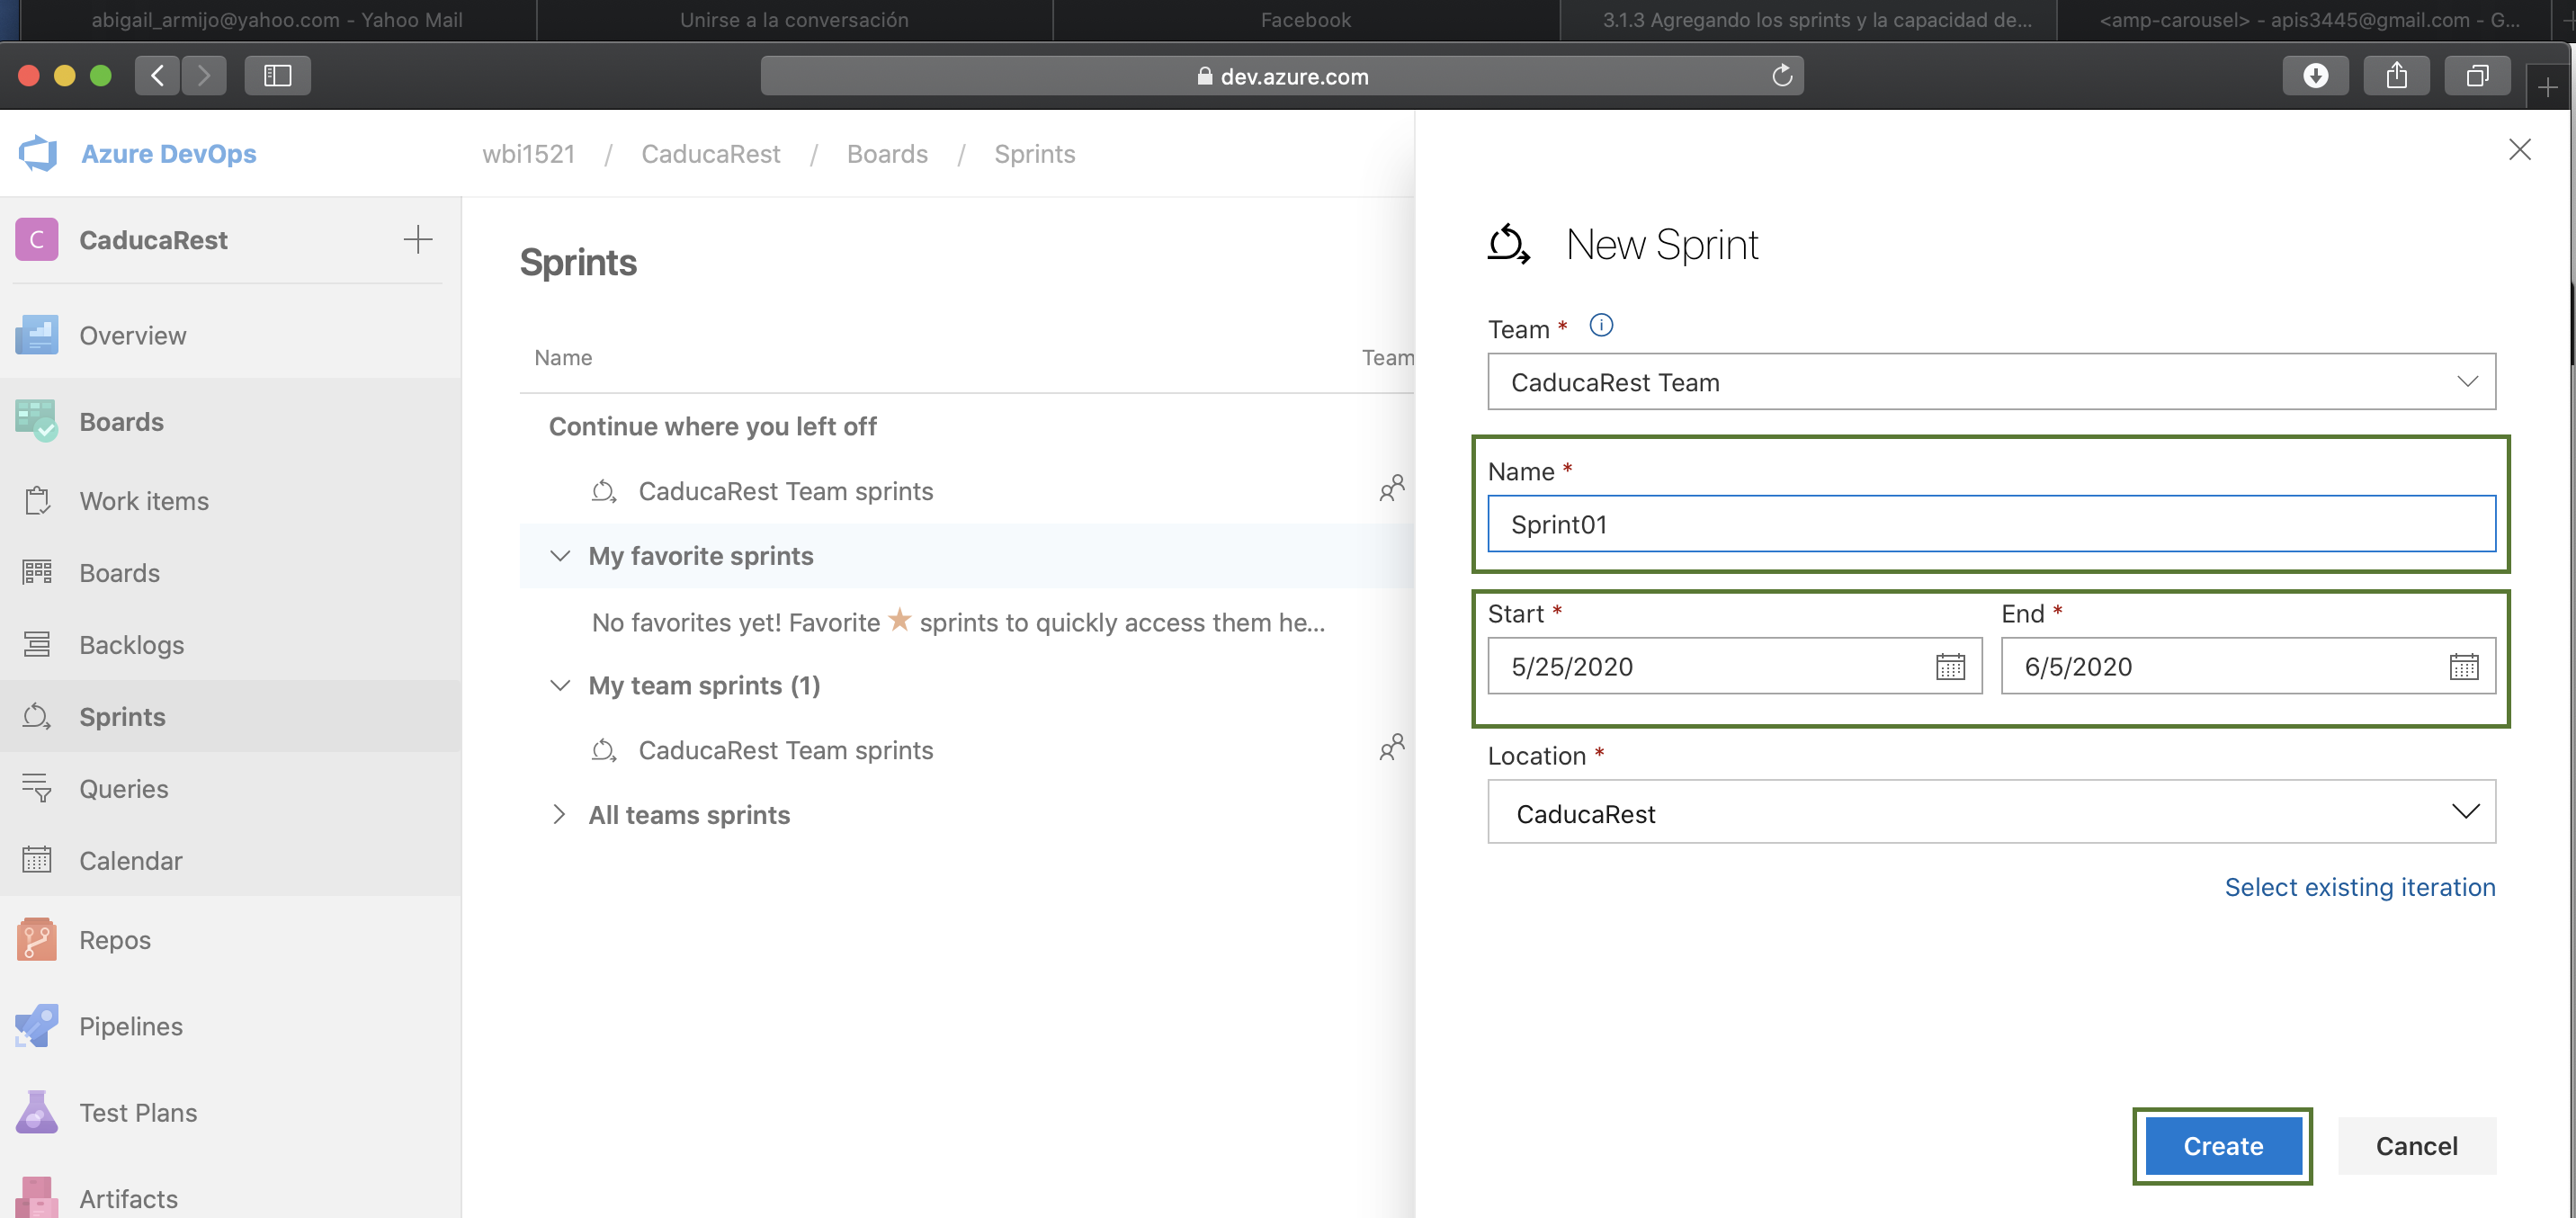 abigail_armijo@yahoo.com - Yahoo Mail
Unirse a la conversación
Facebook
3.1.3 Agregando los sprints y la capacidad de...
<amp-carousel> - apis3445@gmail.com - G...
dev.azure.com
Azure DevOps
wbi1521 / CaducaRest / Boards / Sprints
C CaducaRest
Overview
Boards
Work items
Boards
Backlogs
Sprints
Queries
Calendar
Repos
Pipelines
Test Plans
Artifacts
Sprints
Name Team
Continue where you left off
CaducaRest Team sprints
My favorite sprints
No favorites yet! Favorite ★ sprints to quickly access them he...
My team sprints (1)
CaducaRest Team sprints
All teams sprints
New Sprint
Team *
CaducaRest Team
Name *
Sprint01
Start * End *
5/25/2020 6/5/2020
Location *
CaducaRest
Select existing iteration
Create Cancel